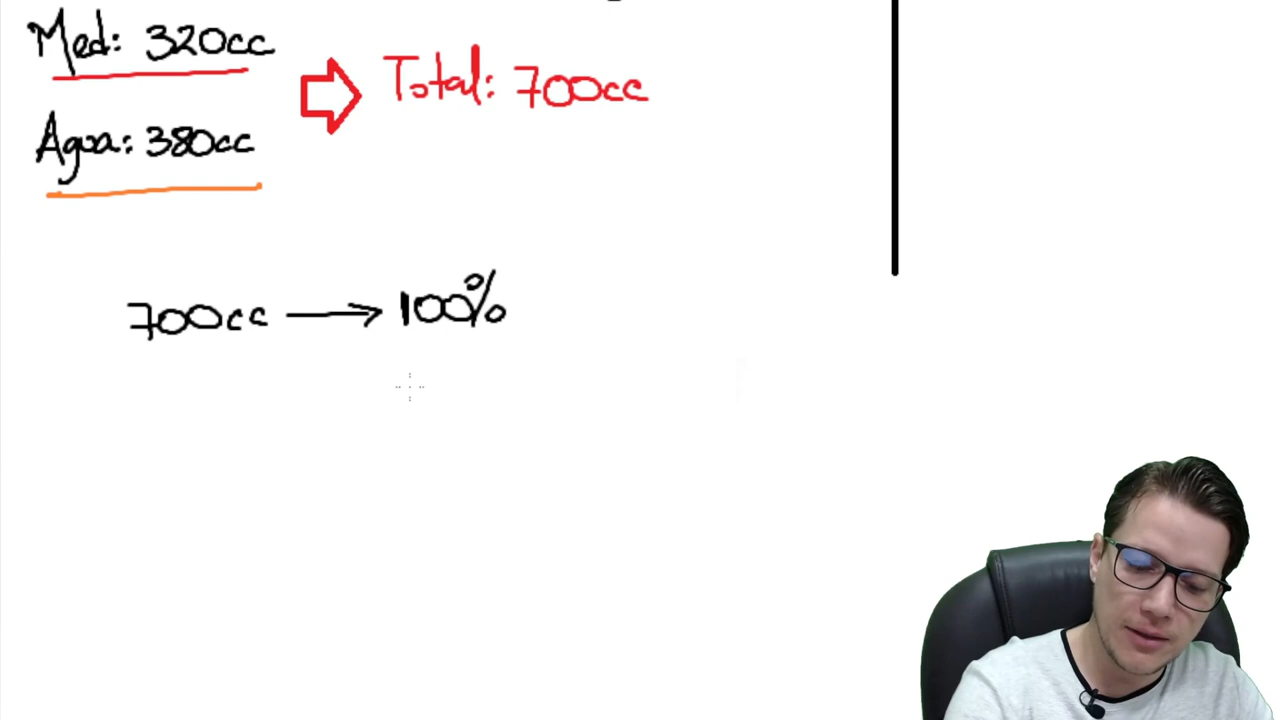 Med: 320cc
Total: 700cc
Agua: 380cc
700cc → 100%